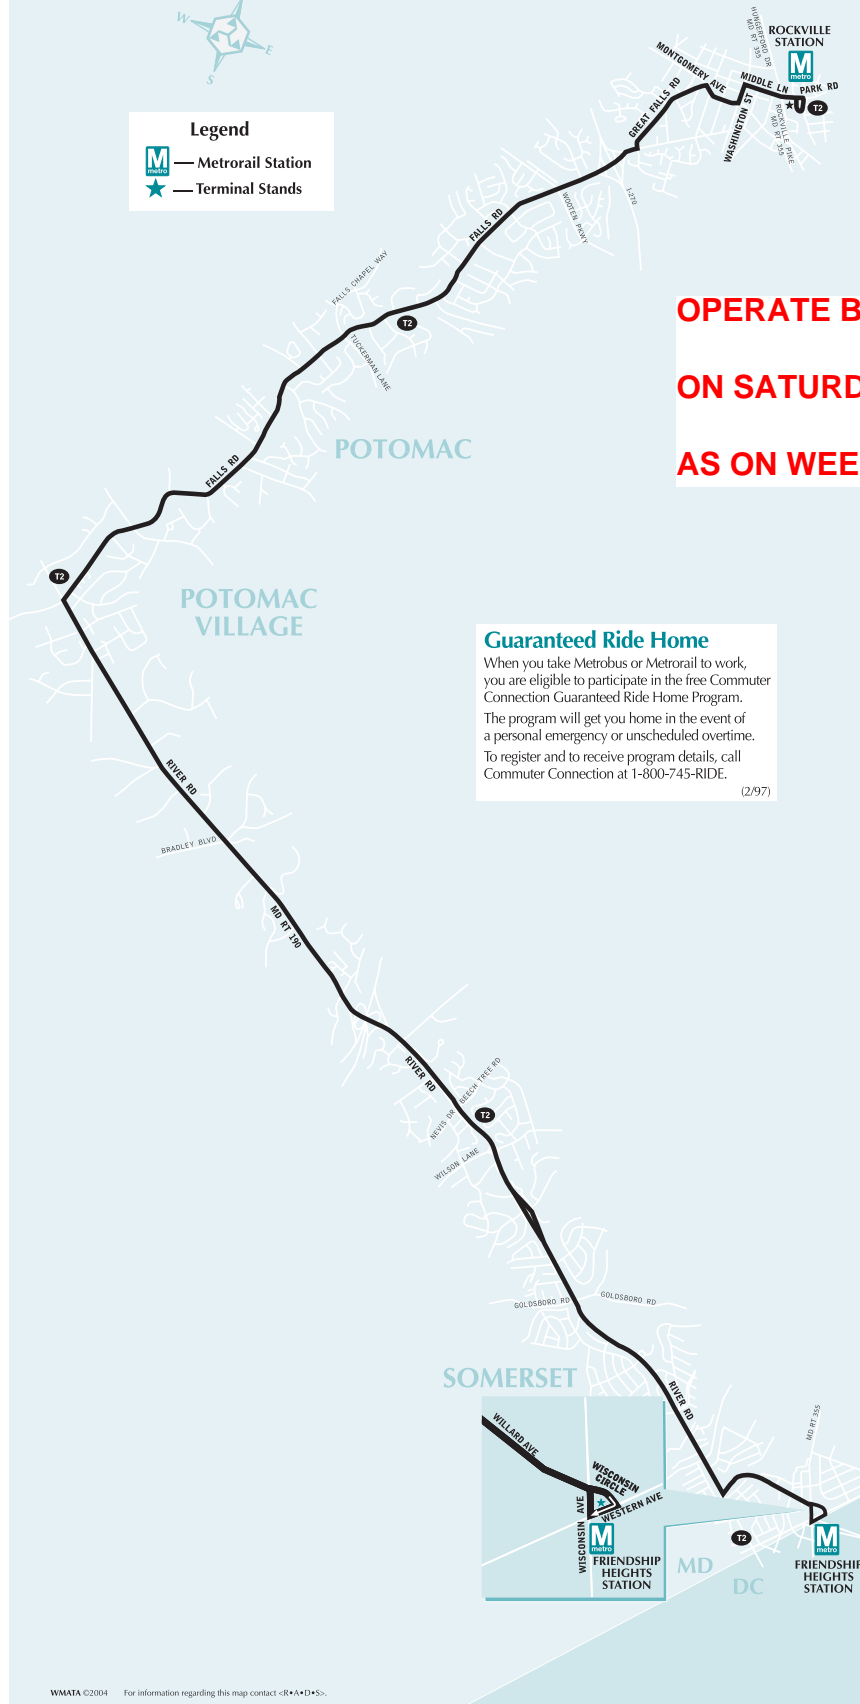 W
E
S
HUNGERFORD DR
MD RT 355
ROCKVILLE
STATION
M
metro
MONTGOMERY AVE
MIDDLE LN
PARK RD
T2
GREAT FALLS RD
WASHINGTON ST
ROCKVILLE PIKE
MD RT 355
Legend
M
metro
Metrorail Station
Terminal Stands
I-270
WOOTEN PKWY
FALLS RD
FALLS CHAPEL WAY
T2
TUCKERMAN LANE
OPERATE B
ON SATURD
AS ON WEE
POTOMAC
FALLS RD
T2
POTOMAC
VILLAGE
Guaranteed Ride Home
When you take Metrobus or Metrorail to work,
you are eligible to participate in the free Commuter
Connection Guaranteed Ride Home Program.
The program will get you home in the event of
a personal emergency or unscheduled overtime.
To register and to receive program details, call
Commuter Connection at 1-800-745-RIDE.
(2/97)
RIVER RD
BRADLEY BLVD
MD RT 190
RIVER RD
BEECH TREE RD
NEVIS DR
T2
WILSON LANE
GOLDSBORO RD
GOLDSBORO RD
SOMERSET
RIVER RD
MD RT 355
WILLARD AVE
WISCONSIN
CIRCLE
WESTERN AVE
WISCONSIN AVE
M
metro
FRIENDSHIP
HEIGHTS
STATION
T2
MD
DC
M
metro
FRIENDSHIP
HEIGHTS
STATION
WMATA ©2004 For information regarding this map contact <R•A•D•S>.